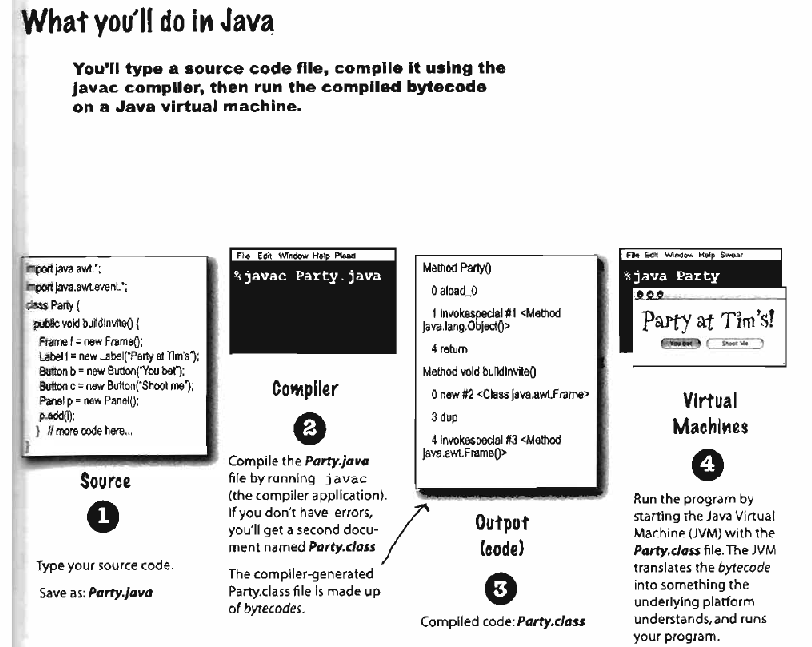 What you'll do in Java
You'll type a source code file, compile it using the
javac compiler, then run the compiled bytecode
on a Java virtual machine.
import java.awt.*;
import java.awt.event.*;
class Party {
public void buildInvite() {
Frame f = new Frame();
Label l = new Label("Party at Tim's");
Button b = new Button("You bet");
Button c = new Button("Shoot me");
Panel p = new Panel();
p.add(l);
} // more code here...
}
Source
1
Type your source code.
Save as: Party.java
File Edit Window Help Plead
%javac Party.java
Compiler
2
Compile the Party.java
file by running javac
(the compiler application).
If you don't have errors,
you'll get a second docu-
ment named Party.class
The compiler-generated
Party.class file is made up
of bytecodes.
Method Party()
0 aload_0
1 invokespecial #1 <Method
java.lang.Object()>
4 return
Method void buildInvite()
0 new #2 <Class java.awt.Frame>
3 dup
4 invokespecial #3 <Method
java.awt.Frame()>
Output
(code)
3
Compiled code: Party.class
File Edit Window Help Swear
%java Party
Party at Tim's!
You bet Shoot Me
Virtual
Machines
4
Run the program by
starting the Java Virtual
Machine (JVM) with the
Party.class file. The JVM
translates the bytecode
into something the
underlying platform
understands, and runs
your program.